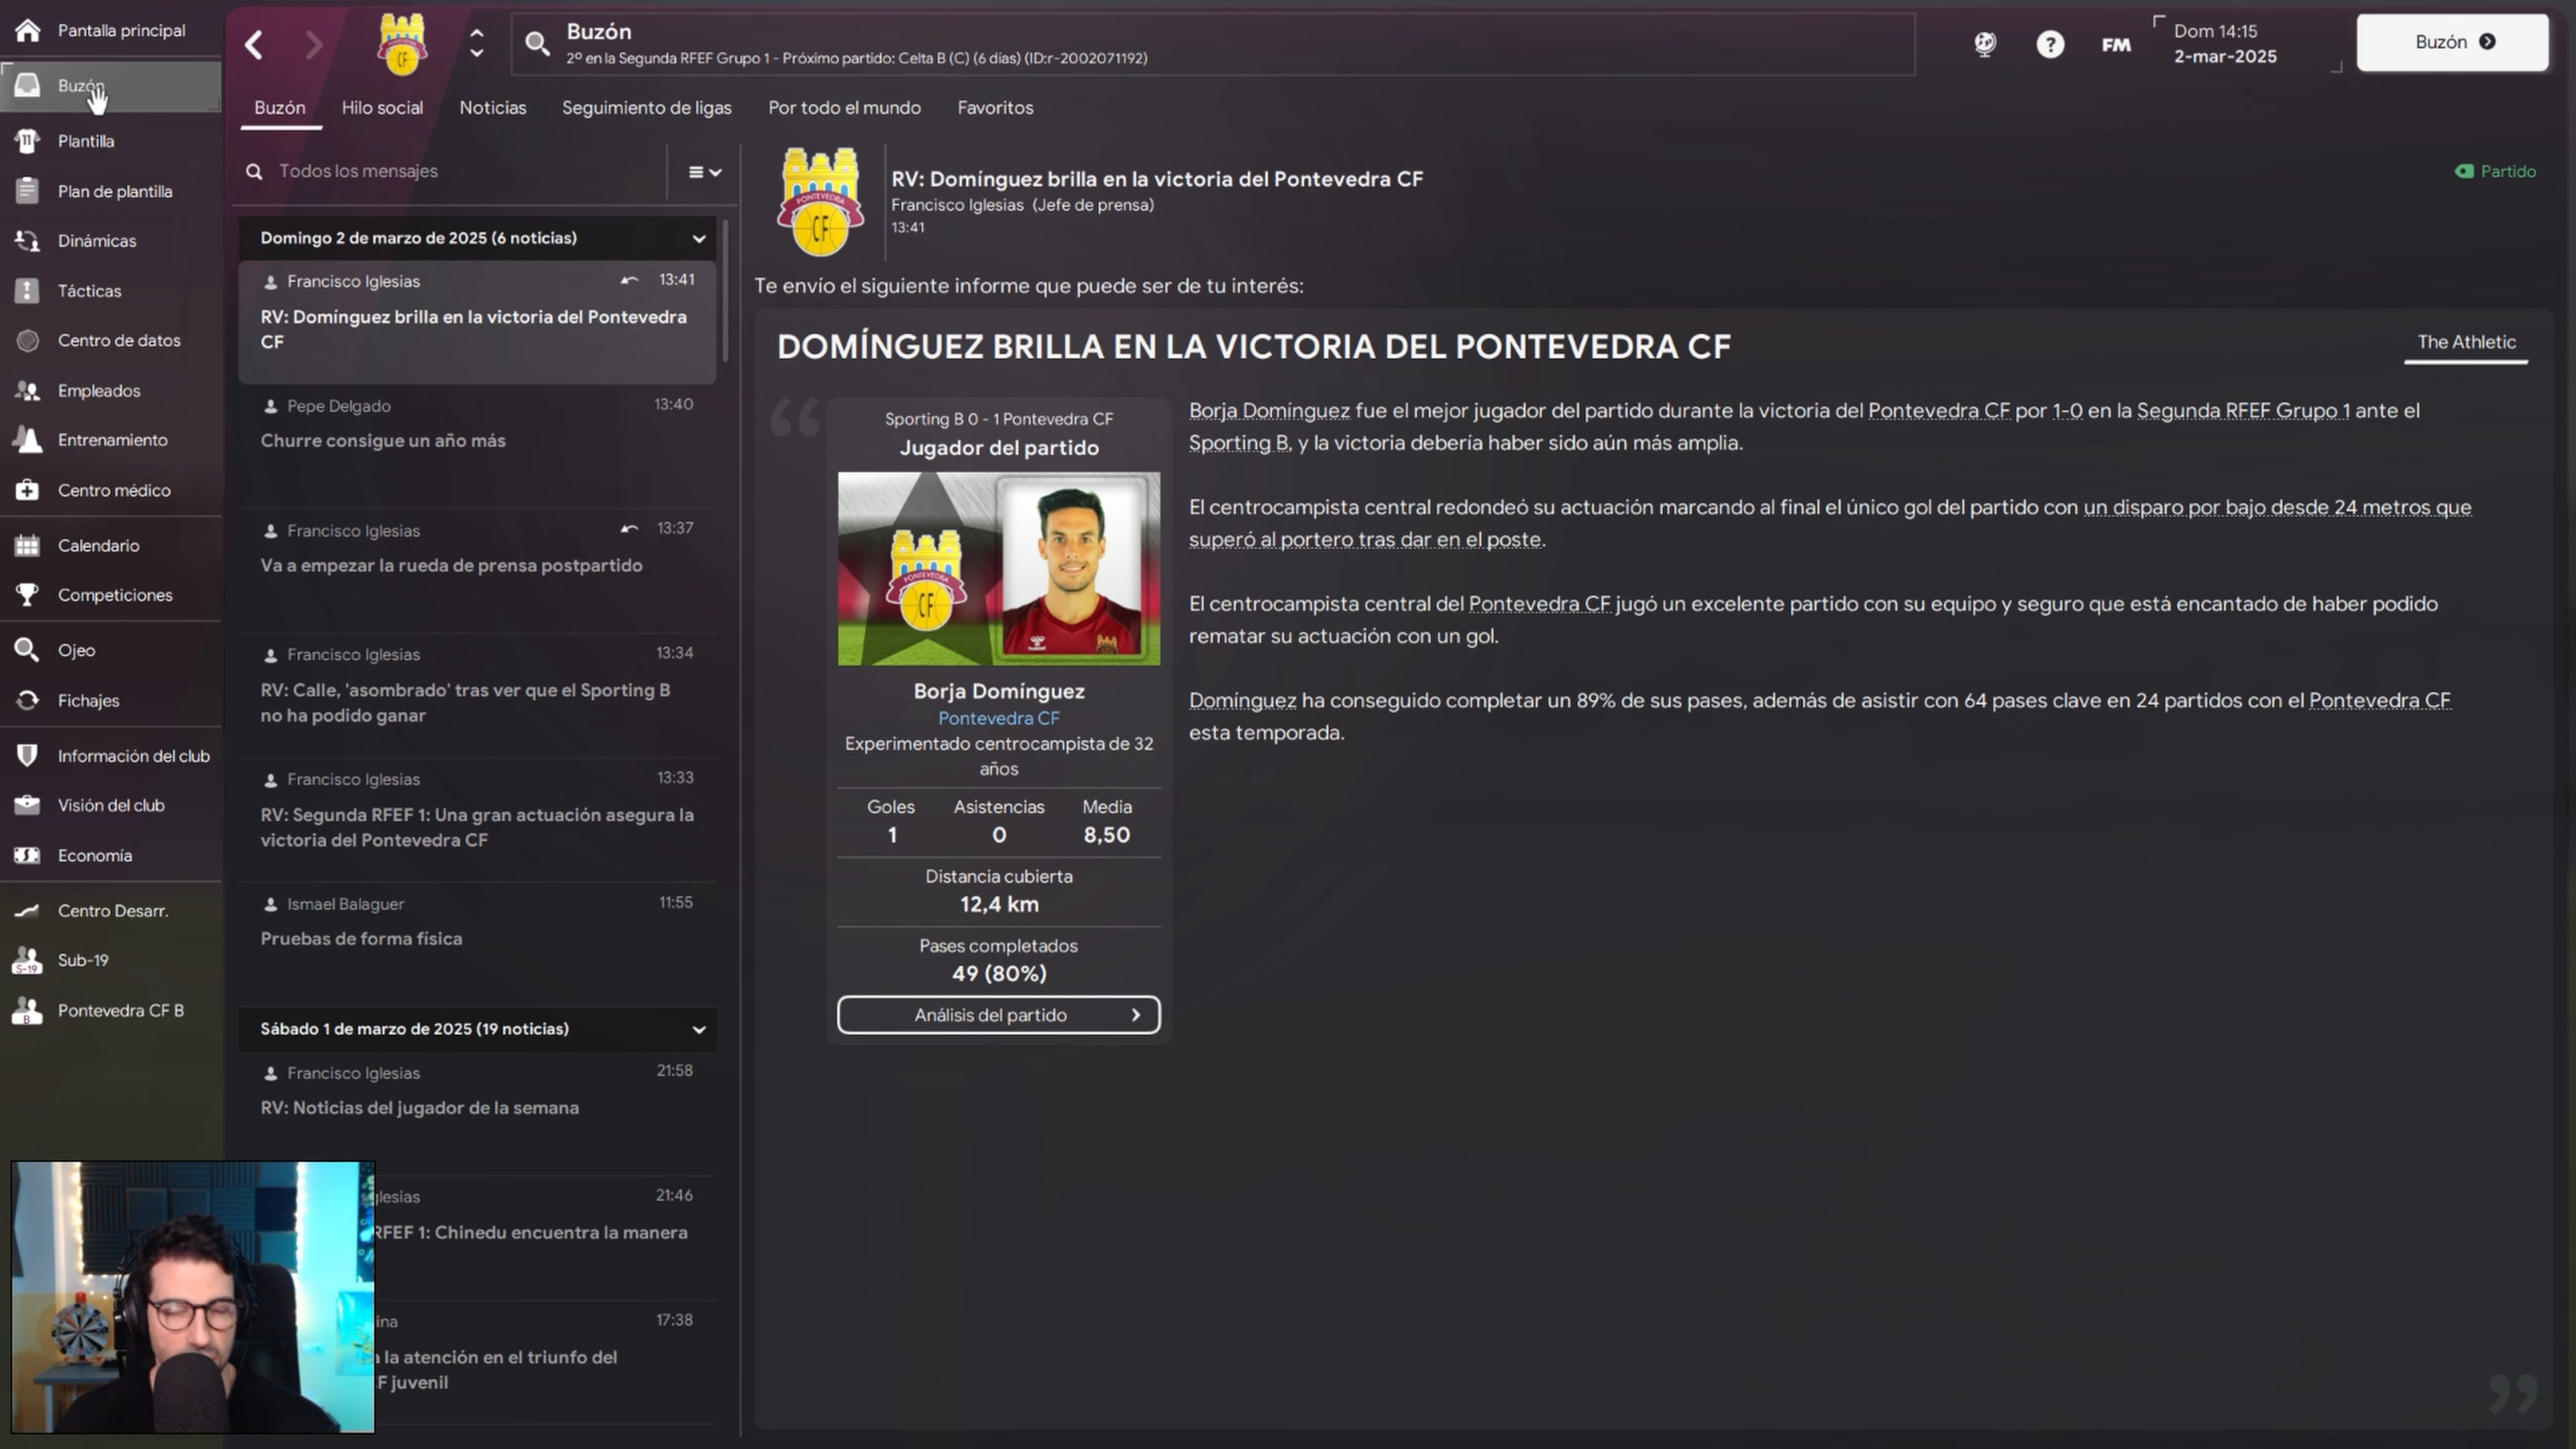 Pantalla principal
Buzón
Plantilla
Plan de plantilla
Dinámicas
Tácticas
Centro de datos
Empleados
Entrenamiento
Centro médico
Calendario
Competiciones
Ojeo
Fichajes
Información del club
Visión del club
Economía
Centro Desarr.
S-19
Sub-19
B
Pontevedra CF B
Buzón
2º en la Segunda RFEF Grupo 1 - Próximo partido: Celta B (C) (6 días) (ID:r-2002071192)
FM
Dom 14:15
2-mar-2025
Buzón
Buzón
Hilo social
Noticias
Seguimiento de ligas
Por todo el mundo
Favoritos
Todos los mensajes
Domingo 2 de marzo de 2025 (6 noticias)
Francisco Iglesias 13:41
RV: Domínguez brilla en la victoria del Pontevedra
CF
Pepe Delgado 13:40
Churre consigue un año más
Francisco Iglesias 13:37
Va a empezar la rueda de prensa postpartido
Francisco Iglesias 13:34
RV: Calle, 'asombrado' tras ver que el Sporting B
no ha podido ganar
Francisco Iglesias 13:33
RV: Segunda RFEF 1: Una gran actuación asegura la
victoria del Pontevedra CF
Ismael Balaguer 11:55
Pruebas de forma física
Sábado 1 de marzo de 2025 (19 noticias)
Francisco Iglesias 21:58
RV: Noticias del jugador de la semana
glesias 21:46
RFEF 1: Chinedu encuentra la manera
ina 17:38
la atención en el triunfo del
F juvenil
PONTEVEDRA
CF
RV: Domínguez brilla en la victoria del Pontevedra CF
Francisco Iglesias (Jefe de prensa)
13:41
Partido
Te envío el siguiente informe que puede ser de tu interés:
DOMÍNGUEZ BRILLA EN LA VICTORIA DEL PONTEVEDRA CF
The Athletic
Sporting B 0 - 1 Pontevedra CF
Jugador del partido
PONTEVEDRA
CF
Borja Domínguez
Pontevedra CF
Experimentado centrocampista de 32
años
Goles Asistencias Media
1 0 8,50
Distancia cubierta
12,4 km
Pases completados
49 (80%)
Análisis del partido
Borja Domínguez fue el mejor jugador del partido durante la victoria del Pontevedra CF por 1-0 en la Segunda RFEF Grupo 1 ante el
Sporting B, y la victoria debería haber sido aún más amplia.
El centrocampista central redondeó su actuación marcando al final el único gol del partido con un disparo por bajo desde 24 metros que
superó al portero tras dar en el poste.
El centrocampista central del Pontevedra CF jugó un excelente partido con su equipo y seguro que está encantado de haber podido
rematar su actuación con un gol.
Domínguez ha conseguido completar un 89% de sus pases, además de asistir con 64 pases clave en 24 partidos con el Pontevedra CF
esta temporada.